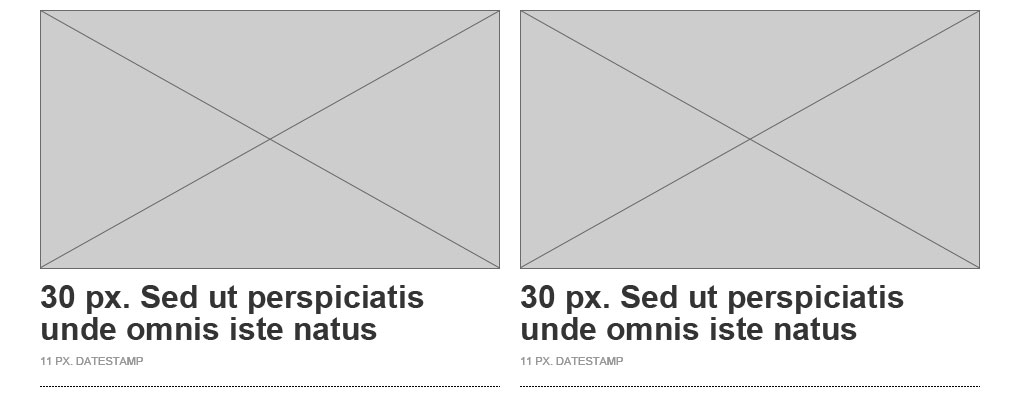 30 px. Sed ut perspiciatis
unde omnis iste natus
11 PX. DATESTAMP
30 px. Sed ut perspiciatis
unde omnis iste natus
11 PX. DATESTAMP